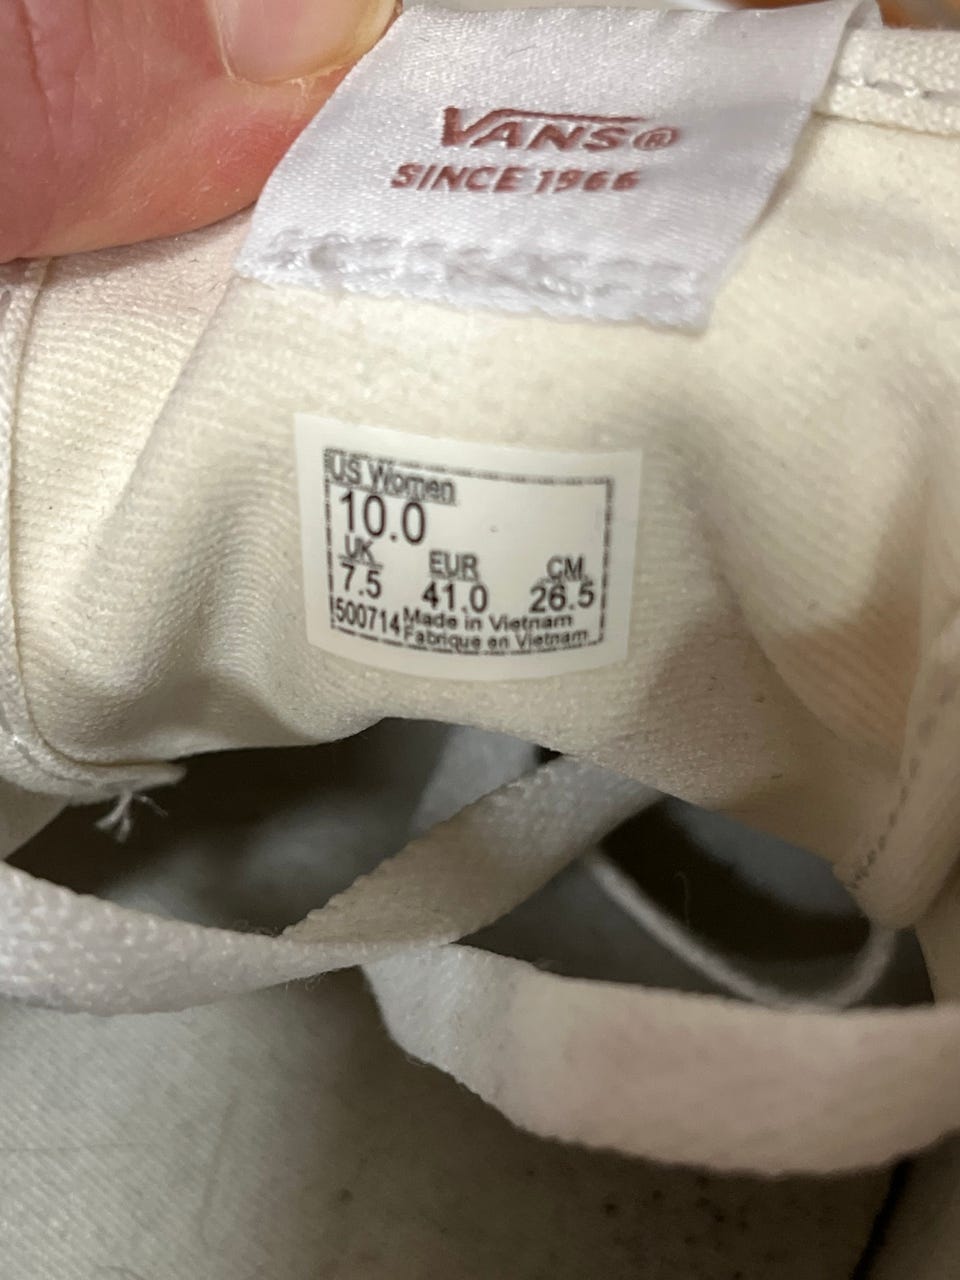 VANS®
SINCE 1966
US Women
10.0
UK EUR CM
7.5 41.0 26.5
500714 Made in Vietnam
Fabrique en Vietnam